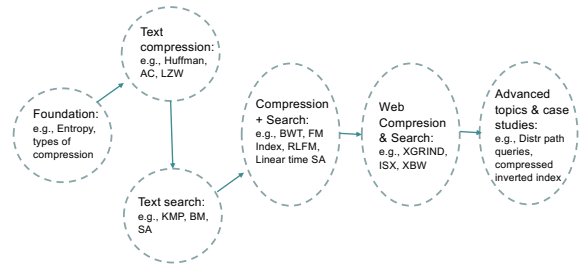 Text
compression:
e.g., Huffman,
AC, LZW
Foundation:
e.g., Entropy,
types of
compression
Text search:
e.g., KMP, BM,
SA
Compression
+ Search:
e.g., BWT, FM
Index, RLFM,
Linear time SA
Web
Compresion
& Search:
e.g., XGRIND,
ISX, XBW
Advanced
topics & case
studies:
e.g., Distr path
queries,
compressed
inverted index